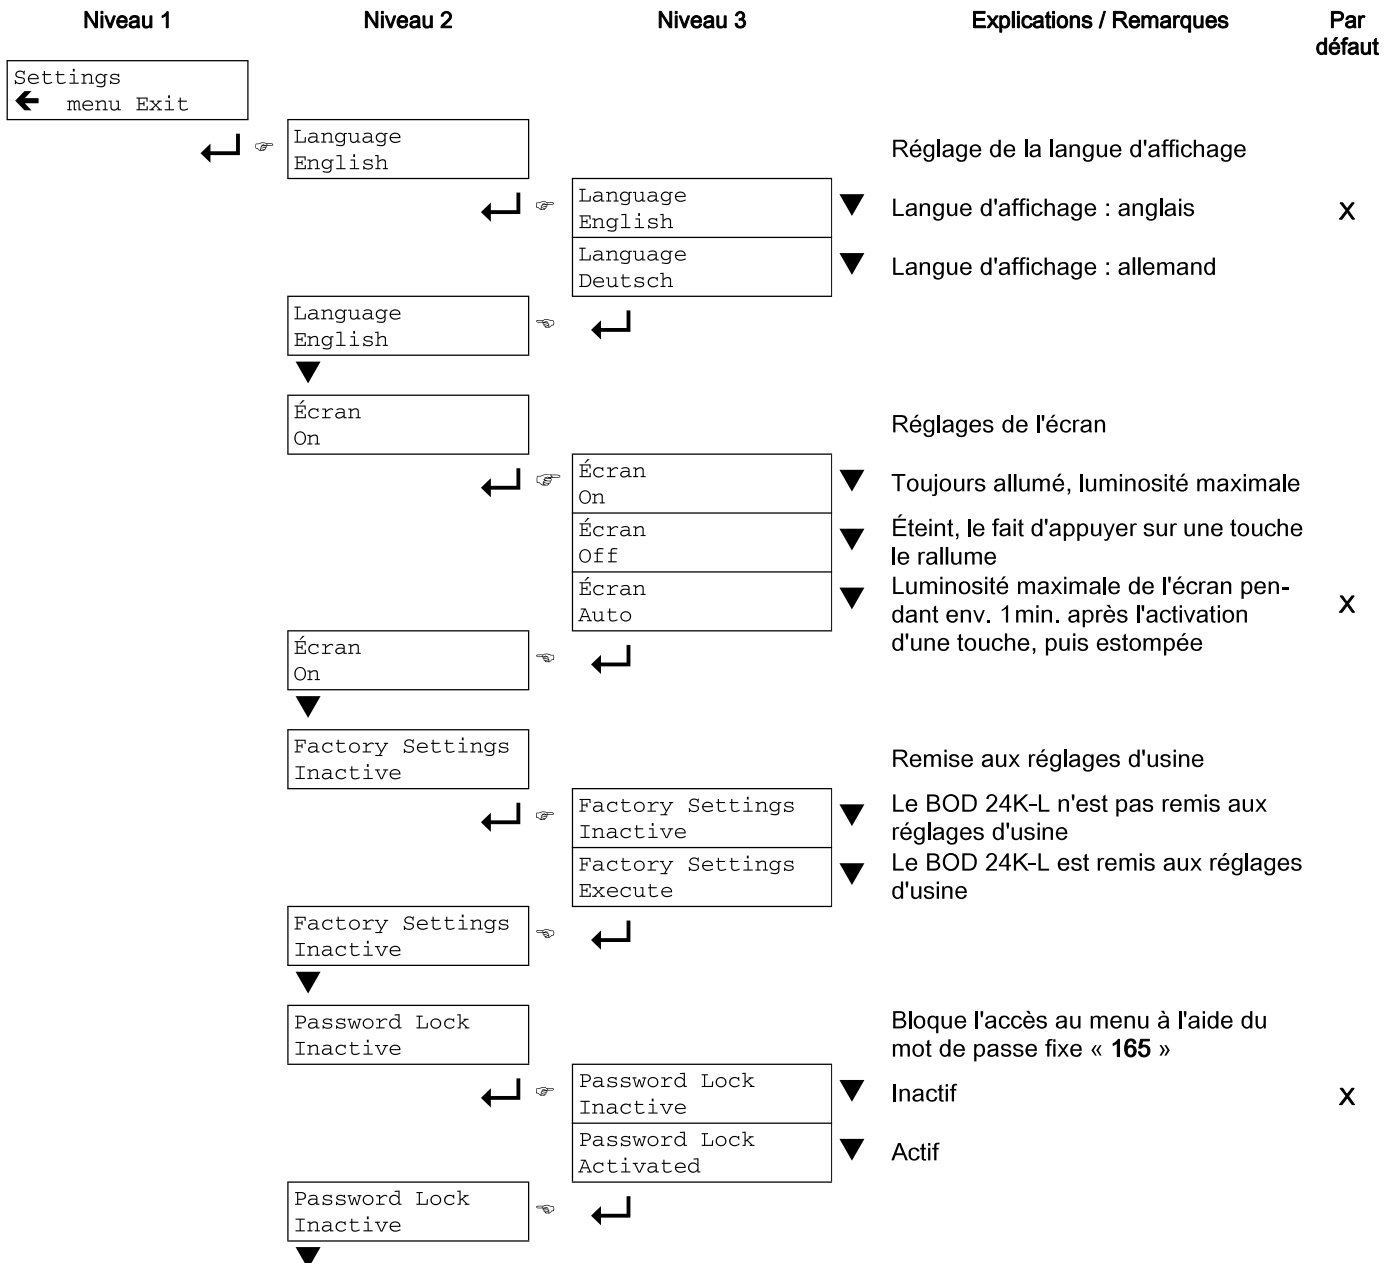 Niveau 1 Niveau 2 Niveau 3 Explications / Remarques Par
défaut
Settings
🡸 menu Exit
Language
English
Réglage de la langue d'affichage
Language
English
Langue d'affichage : anglais X
Language
Deutsch
Langue d'affichage : allemand
Language
English
Écran
On
Réglages de l'écran
Écran
On
Toujours allumé, luminosité maximale
Écran
Off
Éteint, le fait d'appuyer sur une touche
le rallume
Écran
Auto
Luminosité maximale de l'écran pen-
dant env. 1 min. après l'activation X
d'une touche, puis estompée
Écran
On
Factory Settings
Inactive
Remise aux réglages d'usine
Factory Settings
Inactive
Le BOD 24K-L n'est pas remis aux
réglages d'usine
Factory Settings
Execute
Le BOD 24K-L est remis aux réglages
d'usine
Factory Settings
Inactive
Password Lock
Inactive
Bloque l'accès au menu à l'aide du
mot de passe fixe « 165 »
Password Lock
Inactive
Inactif X
Password Lock
Activated
Actif
Password Lock
Inactive